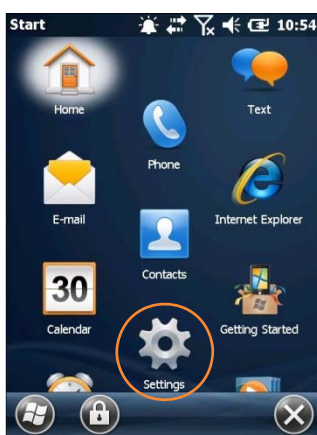 Start 10:54
Home
Text
Phone
E-mail
Internet Explorer
Contacts
30
Calendar
Getting Started
Settings